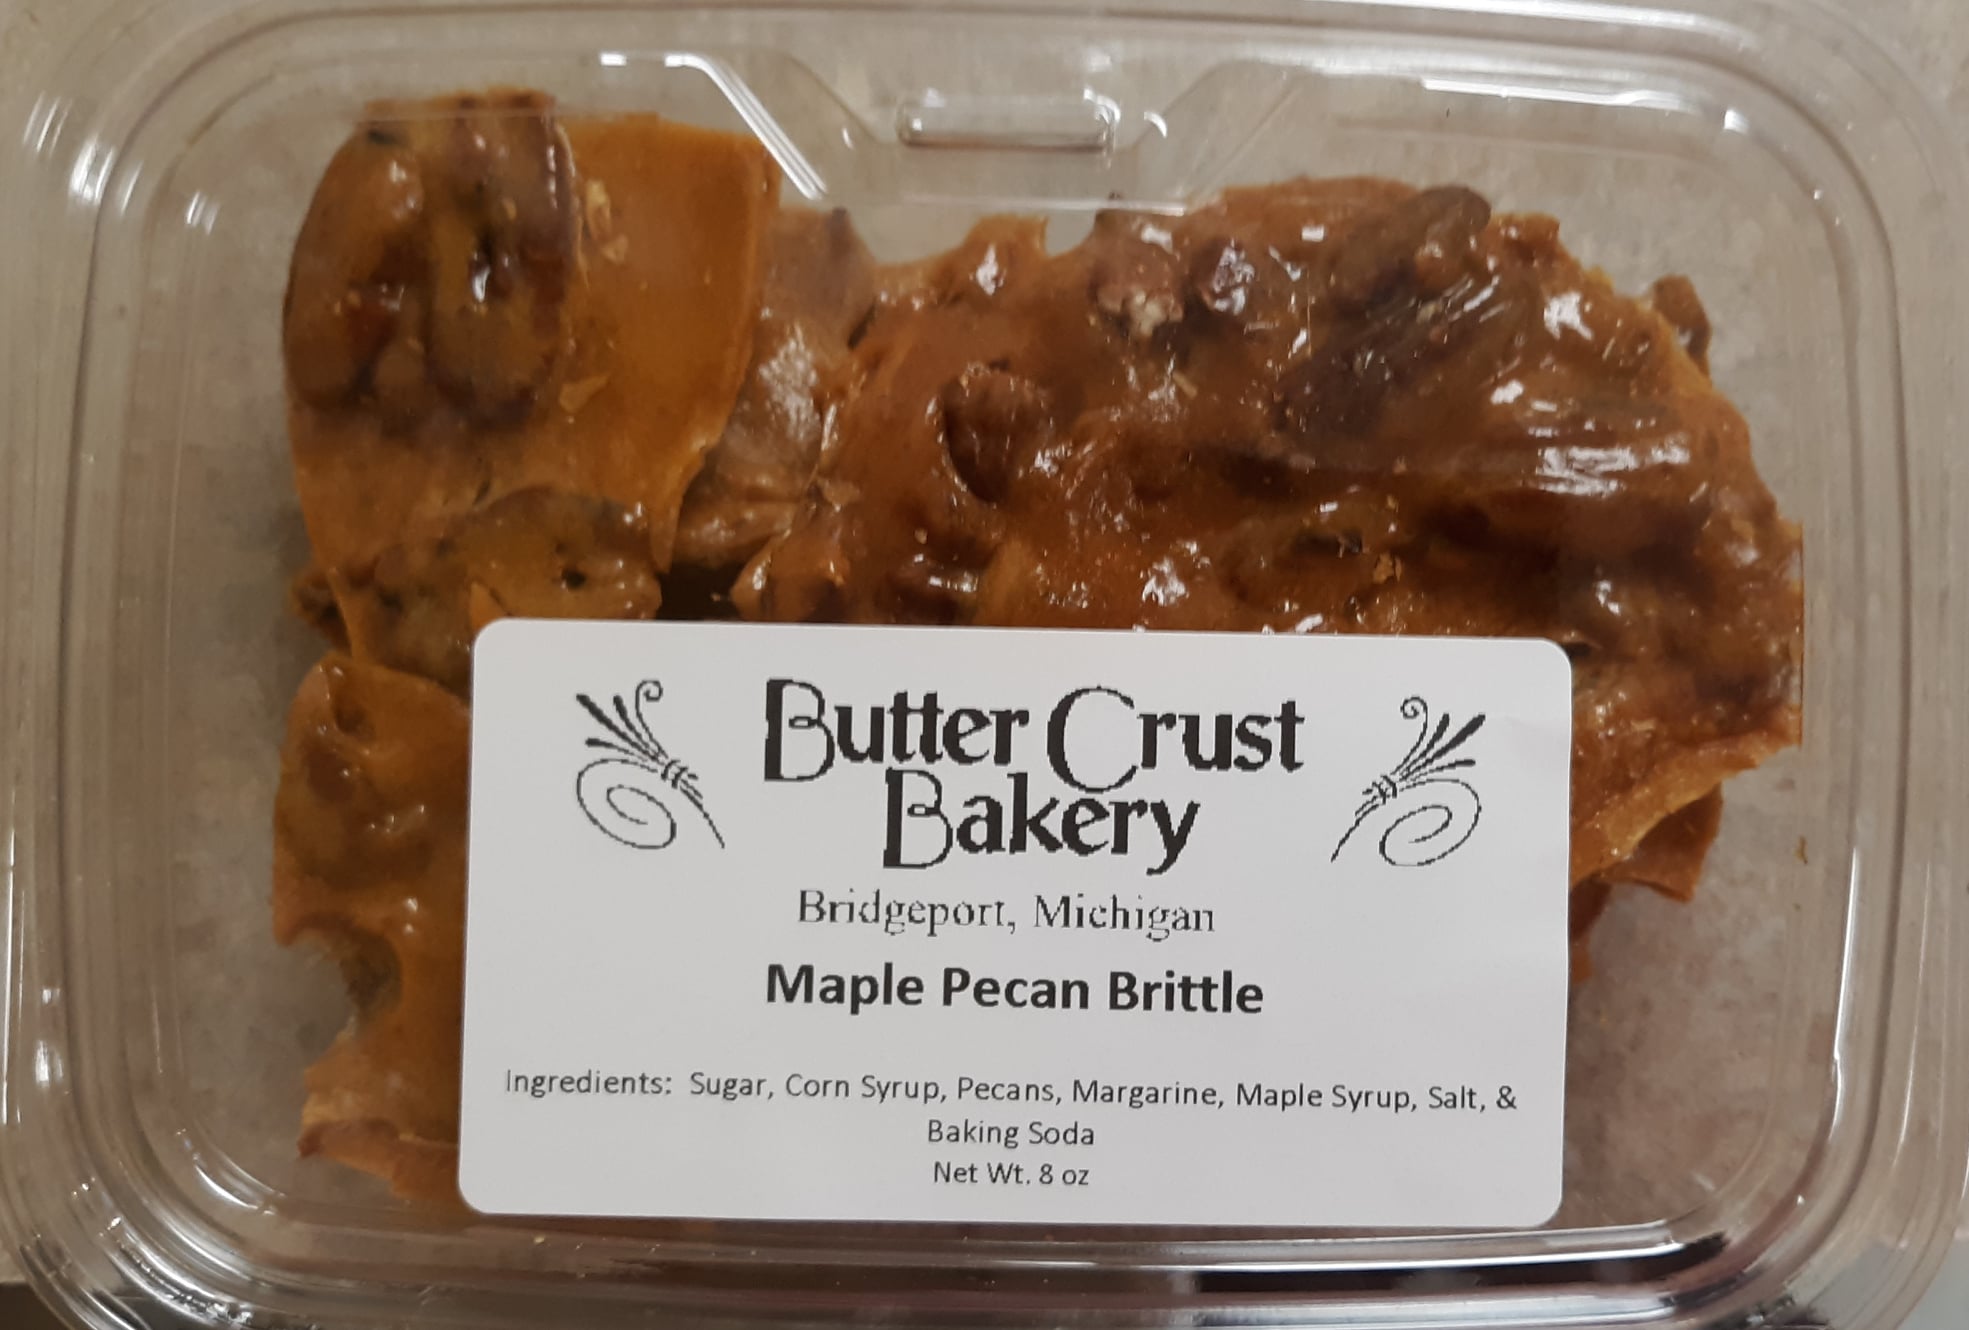 Butter Crust
Bakery
Bridgeport, Michigan
Maple Pecan Brittle
Ingredients: Sugar, Corn Syrup, Pecans, Margarine, Maple Syrup, Salt, &
Baking Soda
Net Wt. 8 oz